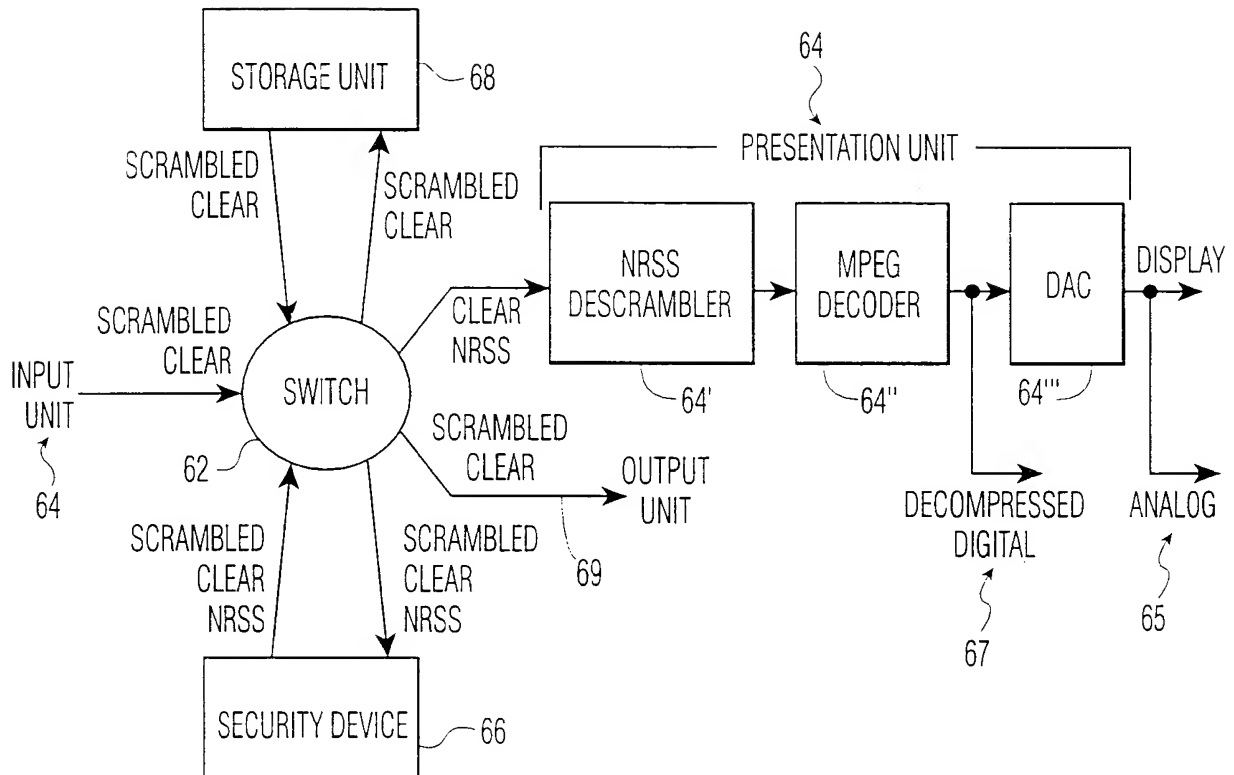 STORAGE UNIT
68
64
PRESENTATION UNIT
SCRAMBLED
CLEAR
SCRAMBLED
CLEAR
NRSS
DESCRAMBLER
MPEG
DECODER
DAC
DISPLAY
CLEAR
NRSS
SCRAMBLED
CLEAR
INPUT
UNIT
64
SWITCH
62
64'
64"
64"'
SCRAMBLED
CLEAR
OUTPUT
UNIT
69
DECOMPRESSED
DIGITAL
67
ANALOG
65
SCRAMBLED
CLEAR
NRSS
SCRAMBLED
CLEAR
NRSS
SECURITY DEVICE
66